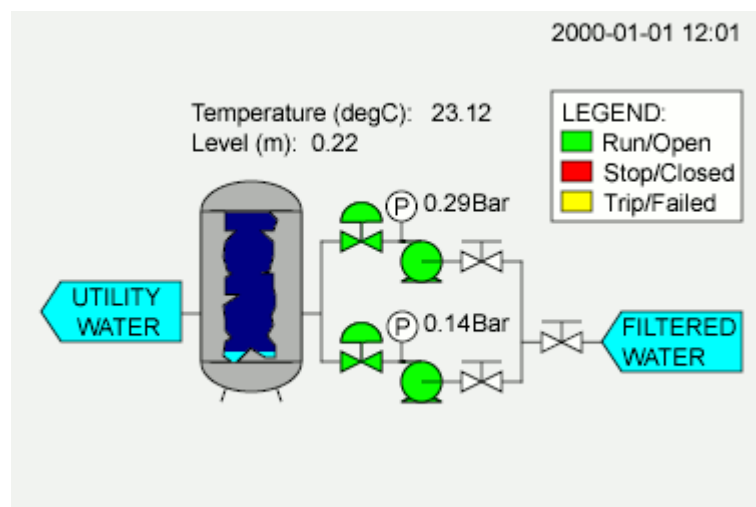 2000-01-01 12:01
Temperature (degC): 23.12
Level (m): 0.22
LEGEND:
Run/Open
Stop/Closed
Trip/Failed
P 0.29Bar
UTILITY
WATER
P 0.14Bar
FILTERED
WATER